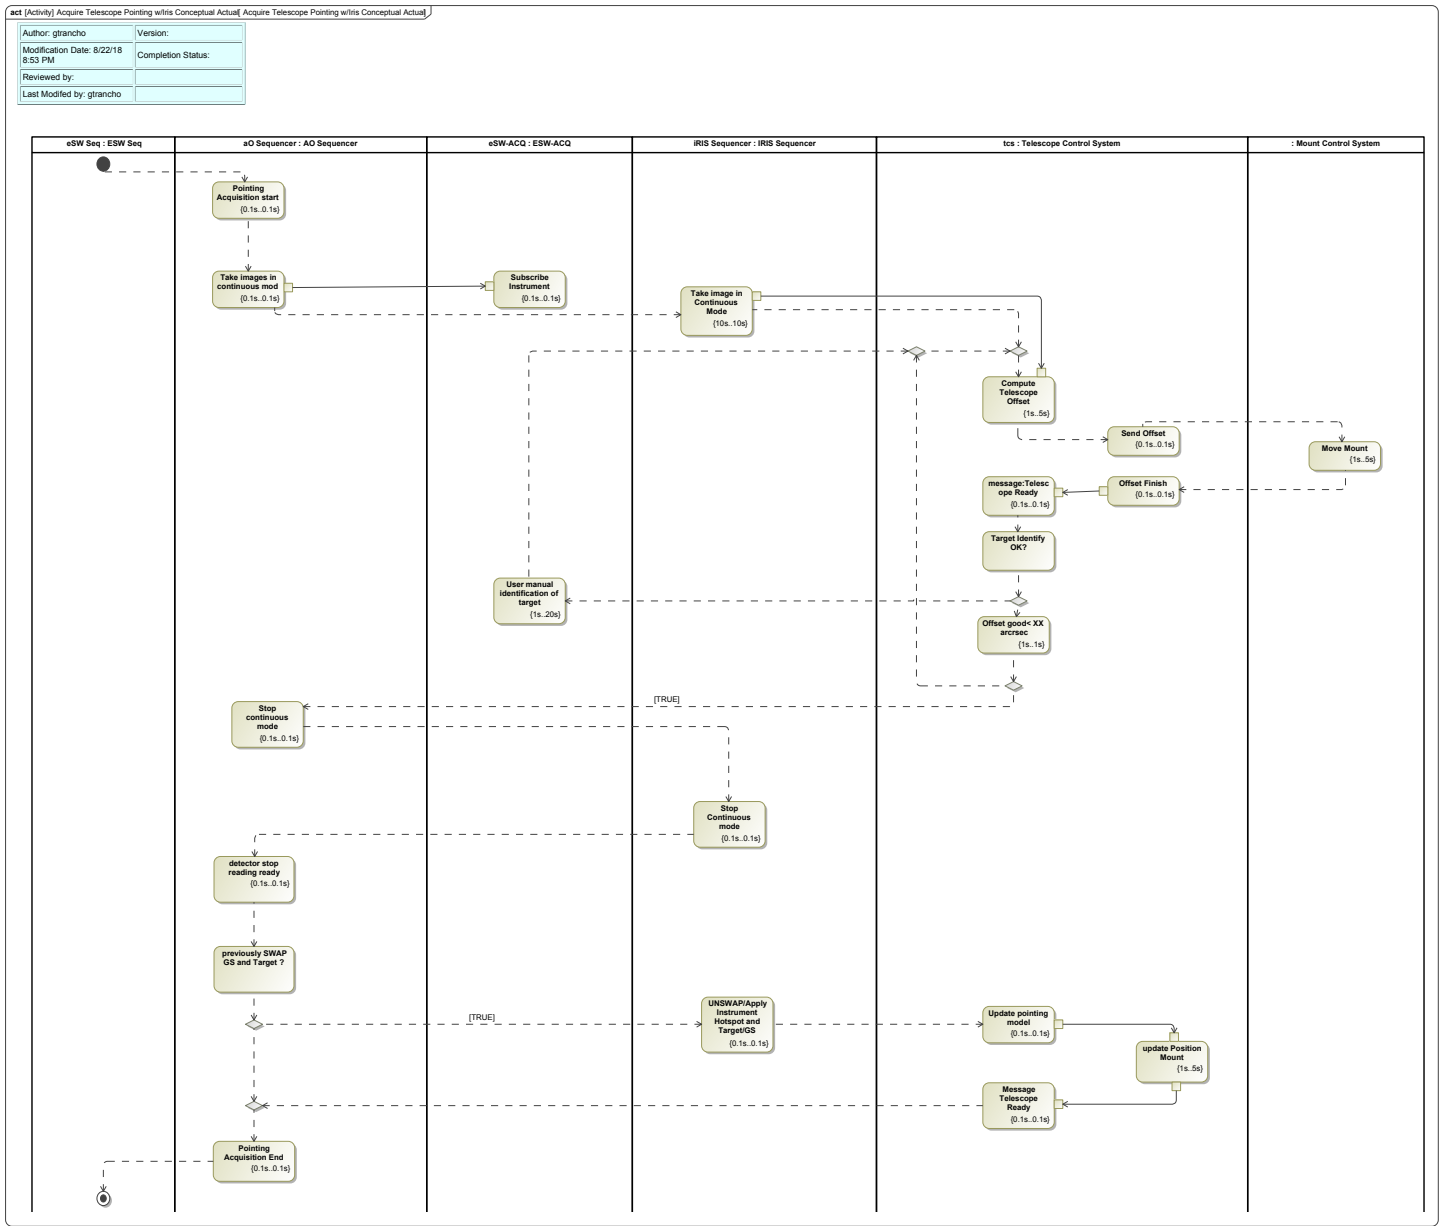 act [Activity] Acquire Telescope Pointing w/Iris Conceptual Actual[ Acquire Telescope Pointing w/Iris Conceptual Actual]
Author: gtrancho
Version:
Modification Date: 8/22/18
8:53 PM
Completion Status:
Reviewed by:
Last Modifed by: gtrancho
eSW Seq : ESW Seq
aO Sequencer : AO Sequencer
eSW-ACQ : ESW-ACQ
iRIS Sequencer : IRIS Sequencer
tcs : Telescope Control System
: Mount Control System
Pointing
Acquisition start
{0.1s..0.1s}
Take images in
continuous mod
{0.1s..0.1s}
Subscribe
Instrument
{0.1s..0.1s}
Take image in
Continuous
Mode
{10s..10s}
Compute
Telescope
Offset
{1s..5s}
Send Offset
{0.1s..0.1s}
Move Mount
{1s..5s}
message:Telesc
ope Ready
{0.1s..0.1s}
Offset Finish
{0.1s..0.1s}
Target Identify
OK?
User manual
identification of
target
{1s..20s}
Offset good< XX
arcrsec
{1s..1s}
[TRUE]
Stop
continuous
mode
{0.1s..0.1s}
Stop
Continuous
mode
{0.1s..0.1s}
detector stop
reading ready
{0.1s..0.1s}
previously SWAP
GS and Target ?
[TRUE]
UNSWAP/Apply
Instrument
Hotspot and
Target/GS
{0.1s..0.1s}
Update pointing
model
{0.1s..0.1s}
update Position
Mount
{1s..5s}
Message
Telescope
Ready
{0.1s..0.1s}
Pointing
Acquisition End
{0.1s..0.1s}